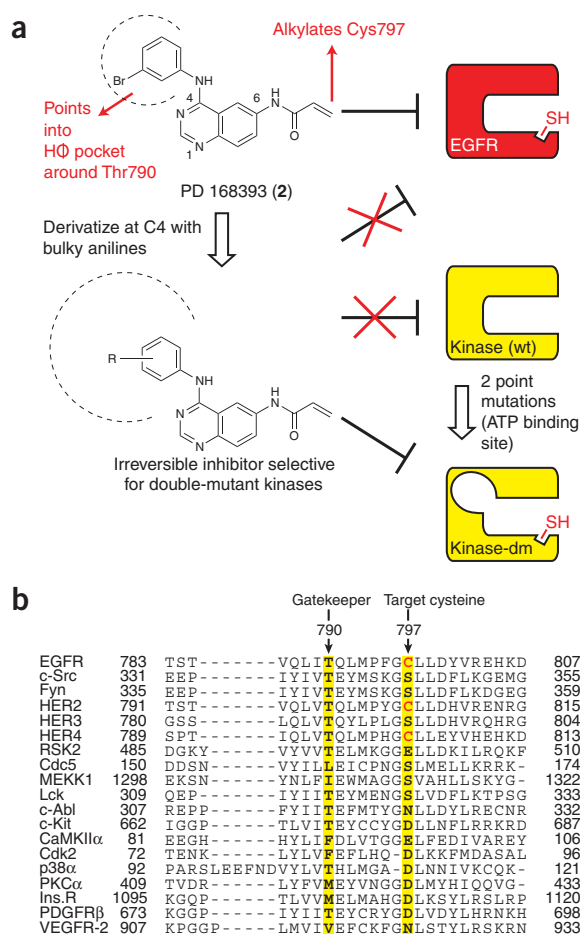 a
Alkylates Cys797
Br
HN
4
6
H
N
N
O
N
1
Points
into
HΦ pocket
around Thr790
PD 168393 (2)
SH
EGFR
Derivatize at C4 with
bulky anilines
R
HN
H
N
N
O
N
Kinase (wt)
2 point
mutations
(ATP binding
site)
Irreversible inhibitor selective
for double-mutant kinases
SH
Kinase-dm
b
Gatekeeper Target cysteine
790 797
EGFR 783 TST-------VQLITQLMPFGCLLDYVREHKD 807
c-Src 331 EEP-------IYIVTEYMSKGSLLDFLKGEMG 355
Fyn 335 EEP-------IYIVTEYMSKGSLLDFLKDGEG 359
HER2 791 TST-------VQLVTQLMPYGCLLDHVRENRG 815
HER3 780 GSS-------LQLVTQYLPLGSLLDHVRQHRG 804
HER4 789 SPT-------IQLVTQLMPHGCLLEYVHEHKD 813
RSK2 485 DGKY------VYVVTELMKGGELLDKILRQKF 510
Cdc5 150 DDSN------VYILLEICPNGSLMELLKRRK- 174
MEKK1 1298 EKSN------YNLFIEWMAGGSVAHLLSKYG- 1322
Lck 309 QEP-------IYIITEYMENGSLVDFLKTPSG 333
c-Abl 307 REPP------FYIITEFMTYGNLLDYLRECNR 332
c-Kit 662 IGGP------TLVITEYCCYGDLLNFLRRKRD 687
CaMKIIα 81 EEGH------HYLIFDLVTGGELFEDIVAREY 106
Cdk2 72 TENK------LYLVFEFLHQ-DLKKFMDASAL 96
p38α 92 PARSLEEFNDVYLVTHLMGA-DLNNIVKCQK- 121
PKCα 409 TVDR------LYFVMEYVNGGDLMYHIQQVG- 433
Ins.R 1095 KGQP------TLVVMELMAHGDLKSYLRSLRP 1120
PDGFRβ 673 KGGP------IYIITEYCRYGDLVDYLHRNKH 698
VEGFR-2 907 KPGGP-----LMVIVEFCKFGNLSTYLRSKRN 933